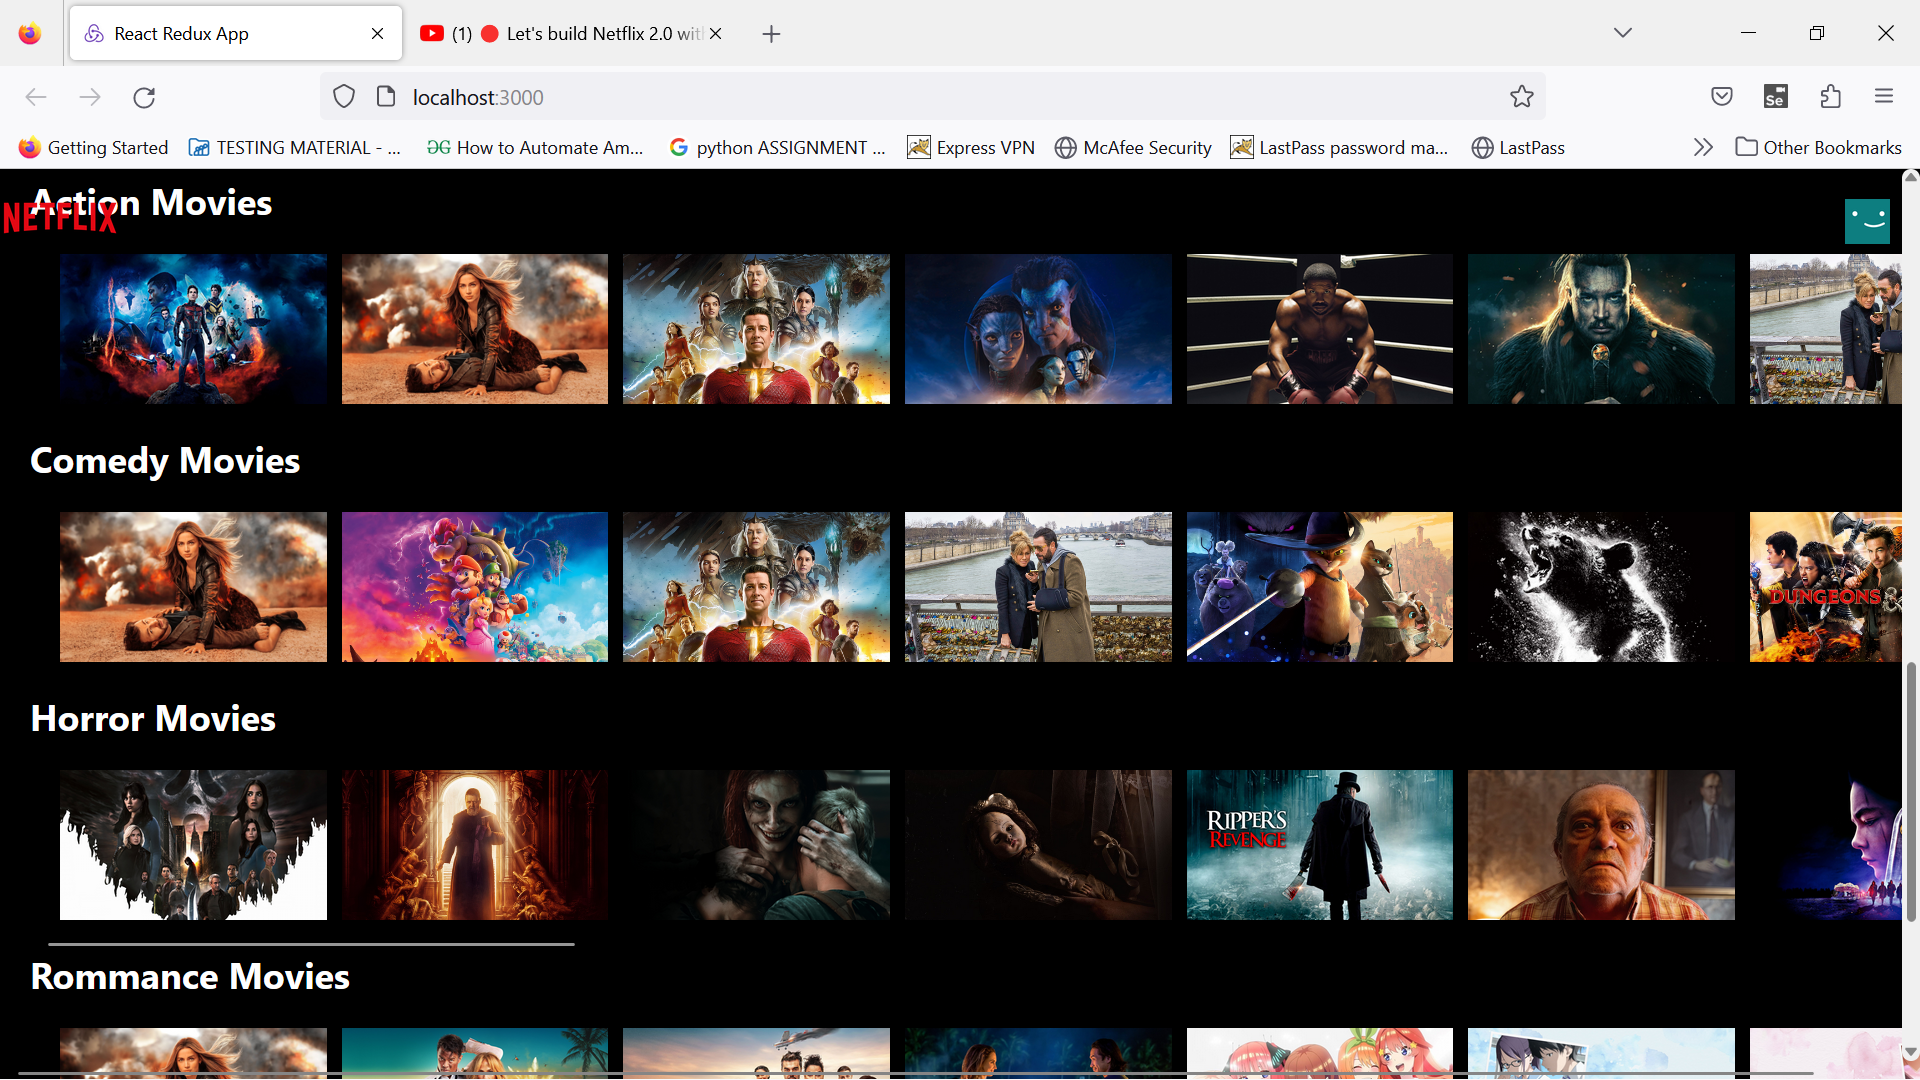 React Redux App
(1) 🔴 Let's build Netflix 2.0 wit
localhost:3000
Getting Started
TESTING MATERIAL - ...
How to Automate Am...
python ASSIGNMENT ...
Express VPN
McAfee Security
LastPass password ma...
LastPass
Other Bookmarks
Se
Action Movies
NETFLIX
Comedy Movies
DUNGEONS &
Horror Movies
RIPPER'S
REVENGE
Rommance Movies